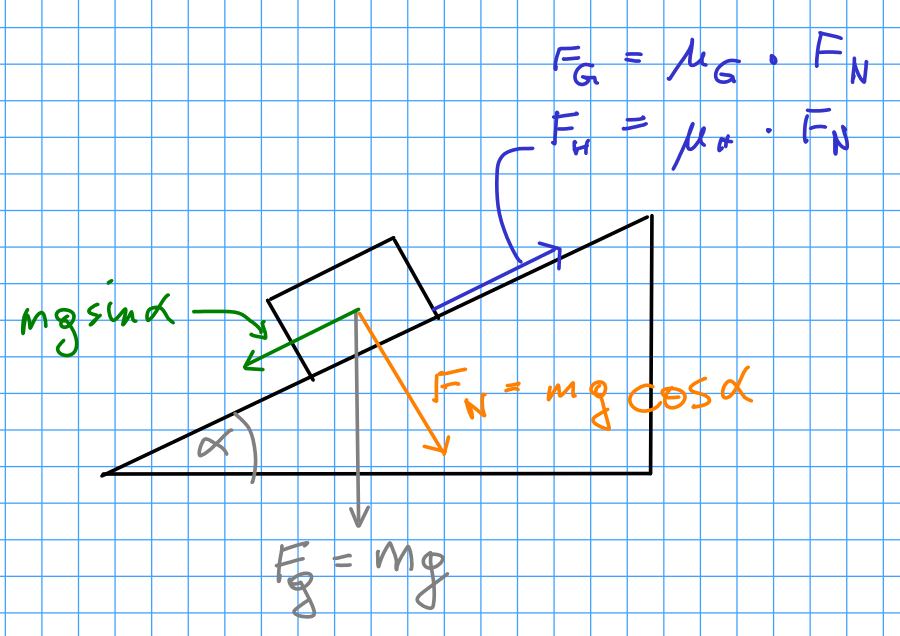 F_G = μ_G · F_N
F_H = μ_H · F_N
mg sin α
F_N = mg cos α
α
F_g = mg